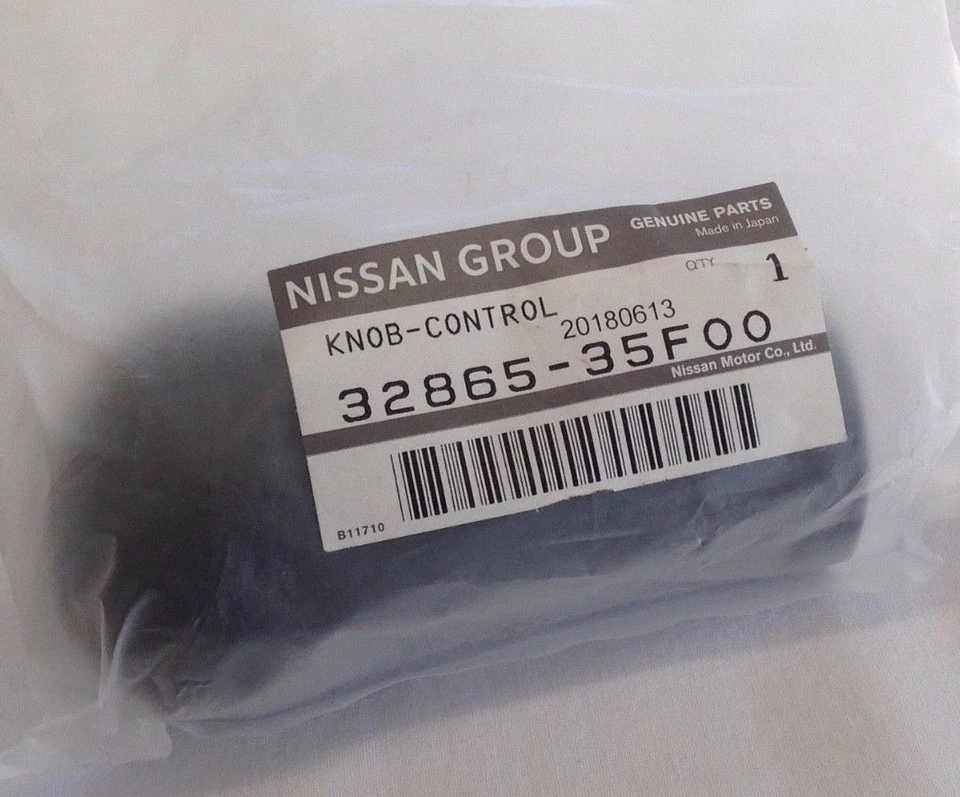 NISSAN GROUP
GENUINE PARTS
Made in Japan
QTY 1
KNOB-CONTROL
20180613
32865-35F00
Nissan Motor Co., Ltd.
B11710